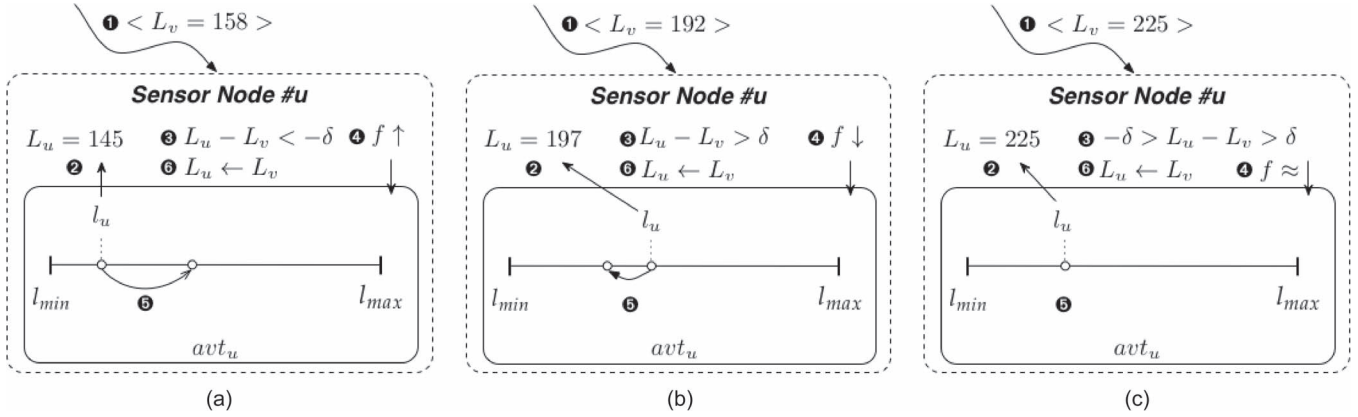 ❶ < L_v = 158 >
Sensor Node #u
L_u = 145 ❸ L_u − L_v < −δ ❹ f ↑
❷ ❻ L_u ← L_v
l_u
l_min l_max
❺
avt_u
(a)
❶ < L_v = 192 >
Sensor Node #u
L_u = 197 ❸ L_u − L_v > δ ❹ f ↓
❷ ❻ L_u ← L_v
l_u
l_min l_max
❺
avt_u
(b)
❶ < L_v = 225 >
Sensor Node #u
L_u = 225 ❸ −δ > L_u − L_v > δ
❷ ❻ L_u ← L_v ❹ f ≈
l_u
l_min l_max
❺
avt_u
(c)